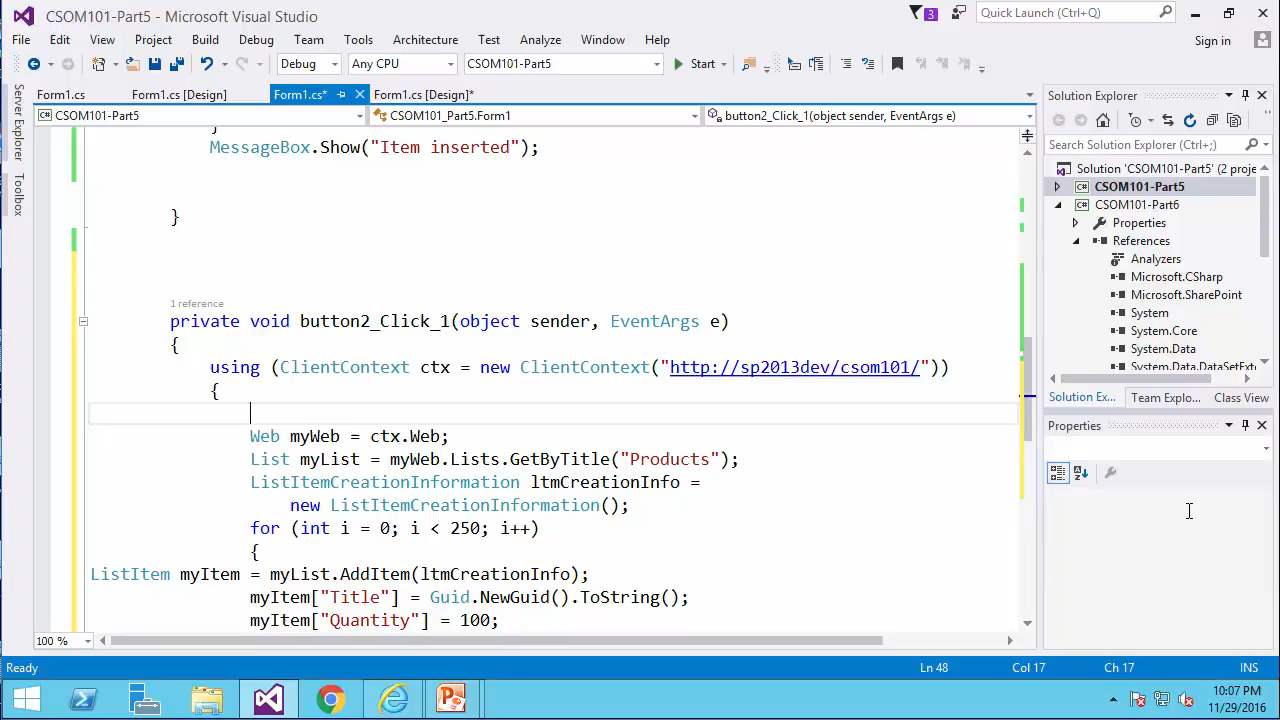 CSOM101-Part5 - Microsoft Visual Studio
3
Quick Launch (Ctrl+Q)
File Edit View Project Build Debug Team Tools Architecture Test Analyze Window Help
Sign in
Debug Any CPU CSOM101-Part5 Start
Form1.cs Form1.cs [Design] Form1.cs* Form1.cs [Design]*
CSOM101-Part5 CSOM101_Part5.Form1 button2_Click_1(object sender, EventArgs e)
Server Explorer
Toolbox
}
MessageBox.Show("Item inserted");
}
1 reference
private void button2_Click_1(object sender, EventArgs e)
{
using (ClientContext ctx = new ClientContext("http://sp2013dev/csom101/"))
{
Web myWeb = ctx.Web;
List myList = myWeb.Lists.GetByTitle("Products");
ListItemCreationInformation ltmCreationInfo =
new ListItemCreationInformation();
for (int i = 0; i < 250; i++)
{
ListItem myItem = myList.AddItem(ltmCreationInfo);
myItem["Title"] = Guid.NewGuid().ToString();
myItem["Quantity"] = 100;
100 %
Solution Explorer
Search Solution Explorer (Ctrl+;)
Solution 'CSOM101-Part5' (2 proje
CSOM101-Part5
CSOM101-Part6
Properties
References
Analyzers
Microsoft.CSharp
Microsoft.SharePoint
System
System.Core
System.Data
System.Data.DataSetExt
Solution Ex... Team Explo... Class View
Properties
Ready Ln 48 Col 17 Ch 17 INS
10:07 PM
11/29/2016